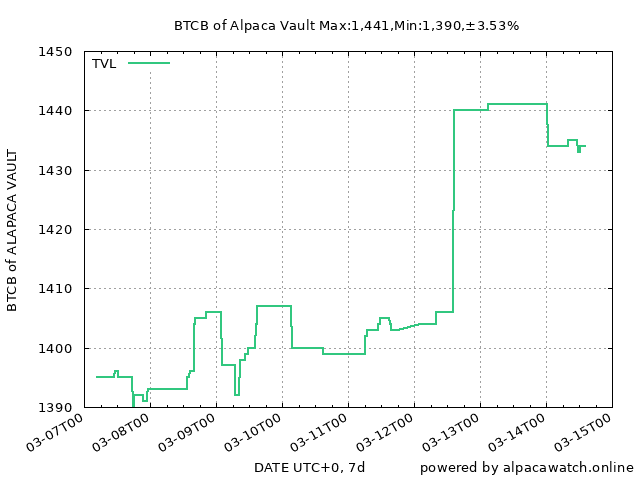 BTCB of Alpaca Vault Max:1,441,Min:1,390,±3.53%
TVL
1450
1440
1430
1420
1410
1400
1390
BTCB of ALAPACA VAULT
03-07T00
03-08T00
03-09T00
03-10T00
03-11T00
03-12T00
03-13T00
03-14T00
03-15T00
DATE UTC+0, 7d
powered by alpacawatch.online